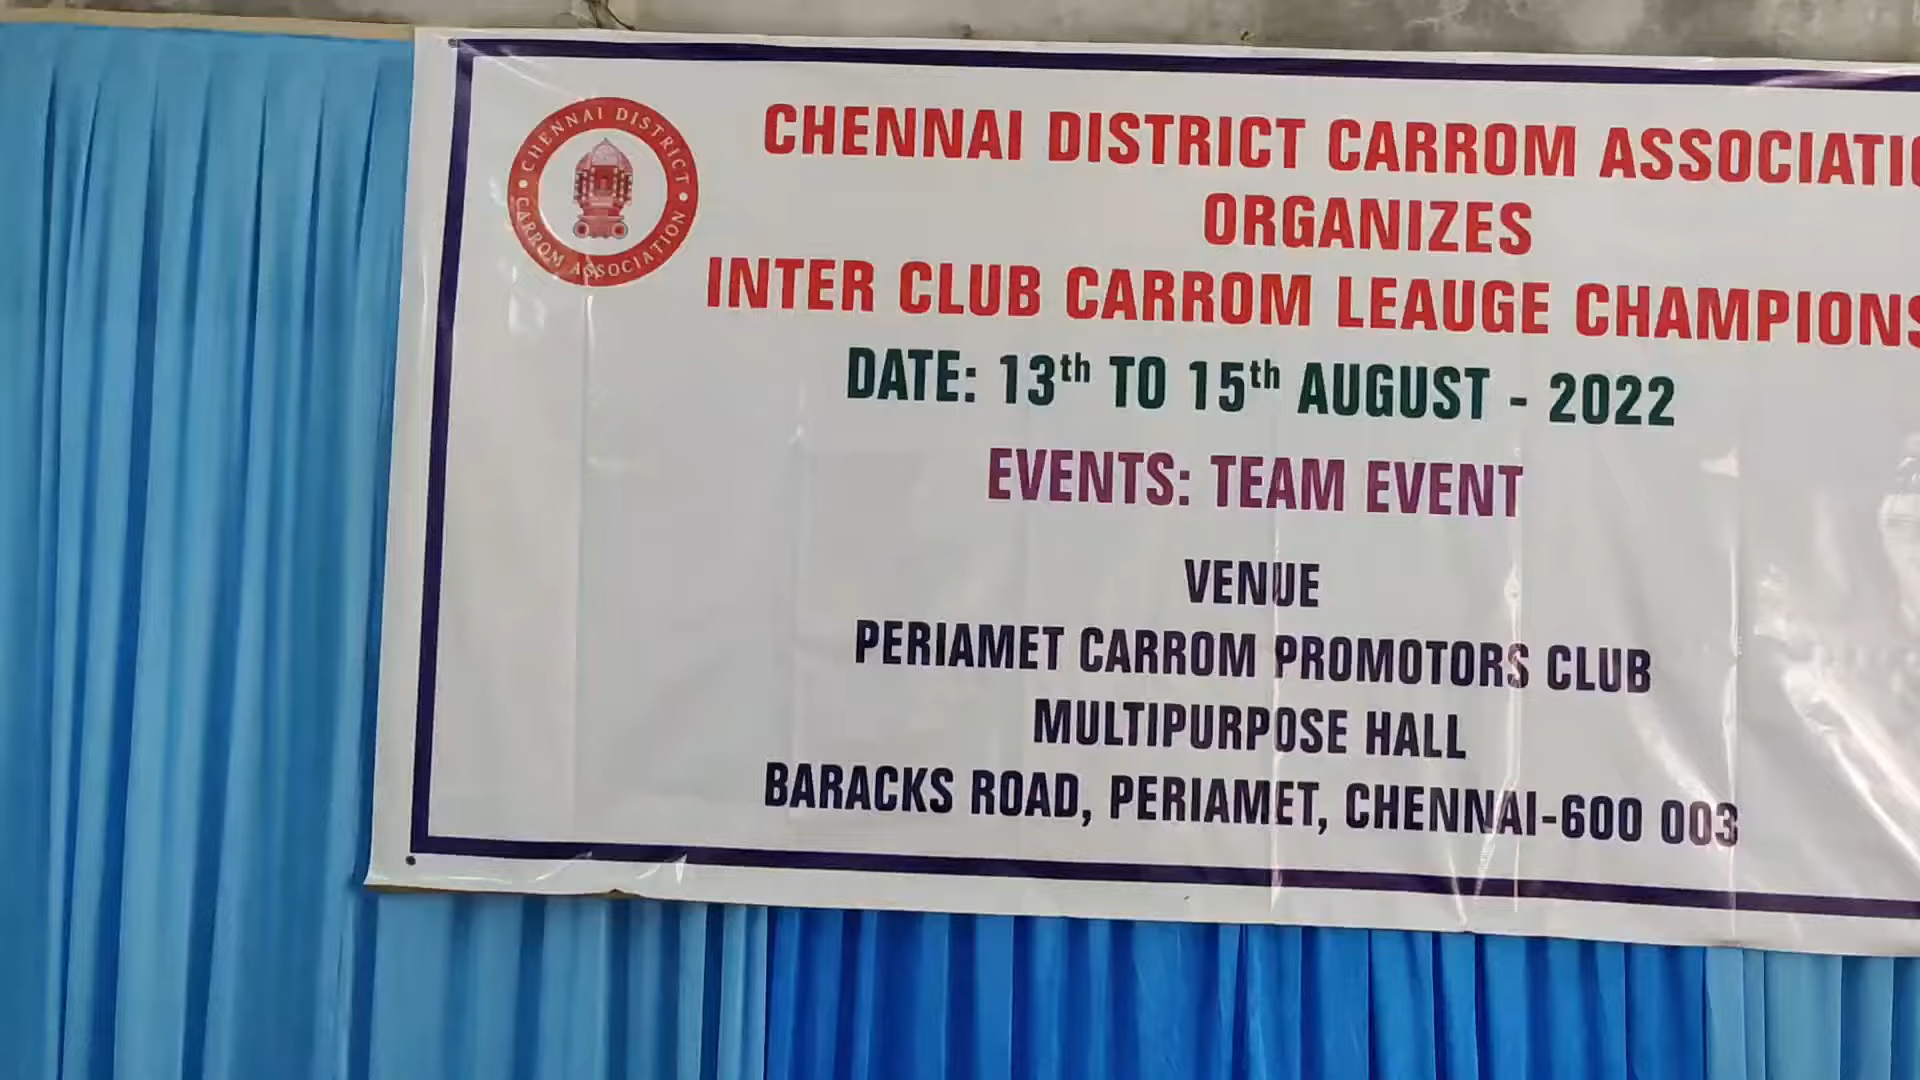 CHENNAI DISTRICT
CARROM ASSOCIATION
CHENNAI DISTRICT CARROM ASSOCIATI
ORGANIZES
INTER CLUB CARROM LEAUGE CHAMPIONS
DATE: 13th TO 15th AUGUST - 2022
EVENTS: TEAM EVENT
VENUE
PERIAMET CARROM PROMOTORS CLUB
MULTIPURPOSE HALL
BARACKS ROAD, PERIAMET, CHENNAI-600 003